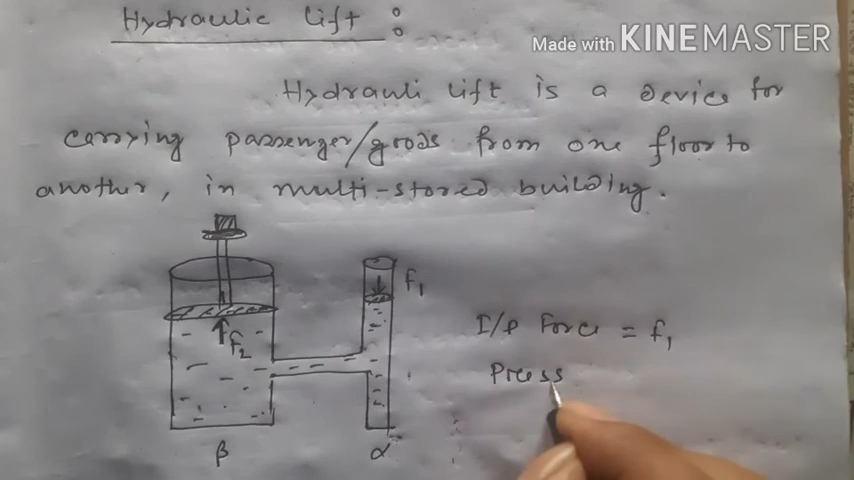 Hydraulic lift :
Made with KINEMASTER
Hydrauli lift is a device for
carrying passenger/goods from one floor to
another, in multi-stored building.
f₁
f₂
I/P Force = f₁
Press
β
α